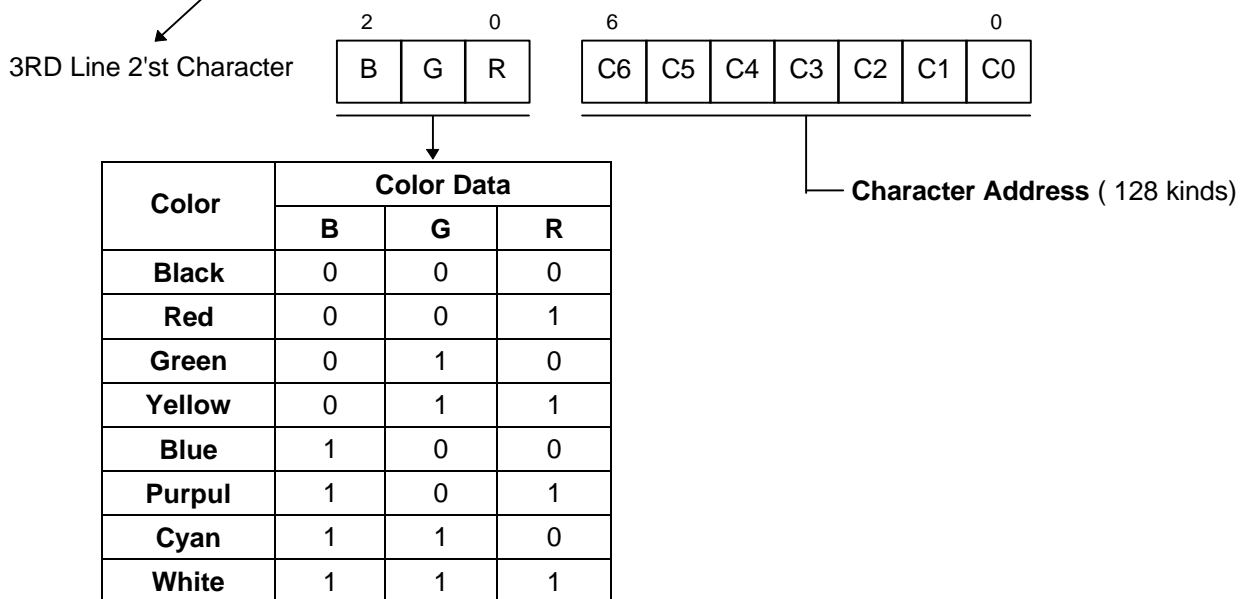 2 0 6 0
3RD Line 2'st Character B G R C6 C5 C4 C3 C2 C1 C0
Character Address ( 128 kinds)
Color Color Data
B G R
Black 0 0 0
Red 0 0 1
Green 0 1 0
Yellow 0 1 1
Blue 1 0 0
Purpul 1 0 1
Cyan 1 1 0
White 1 1 1